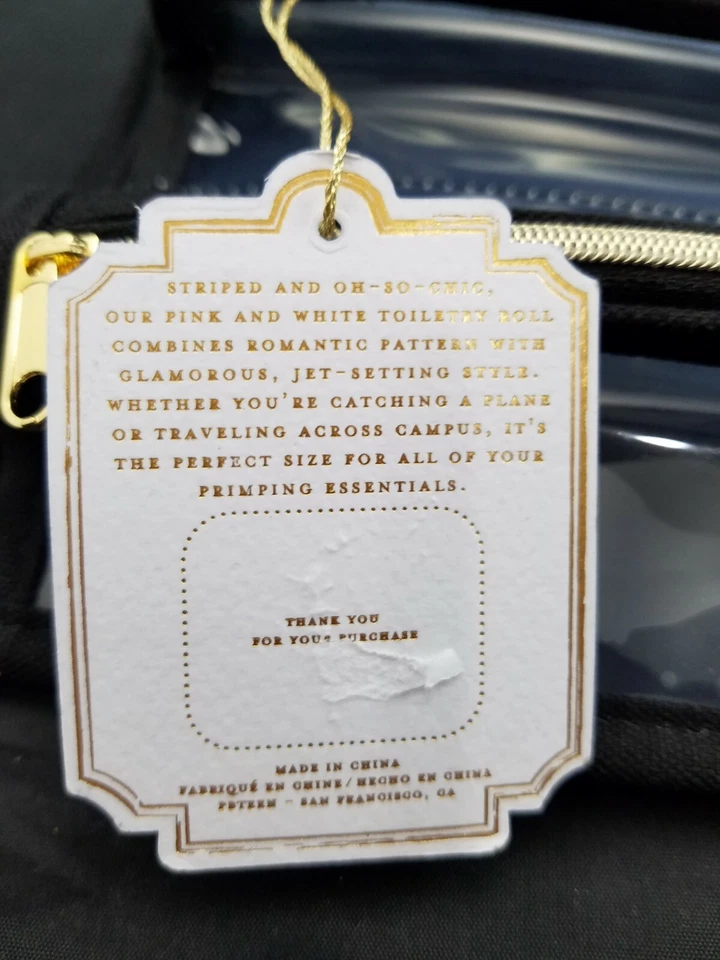 STRIPED AND OH-SO-CHIC,
OUR PINK AND WHITE TOILETRY ROLL
COMBINES ROMANTIC PATTERN WITH
GLAMOROUS, JET-SETTING STYLE.
WHETHER YOU'RE CATCHING A PLANE
OR TRAVELING ACROSS CAMPUS, IT'S
THE PERFECT SIZE FOR ALL OF YOUR
PRIMPING ESSENTIALS.
THANK YOU
FOR YOUR PURCHASE
MADE IN CHINA
FABRIQUÉ EN CHINE/HECHO EN CHINA
PBTEEN - SAN FRANCISCO, CA